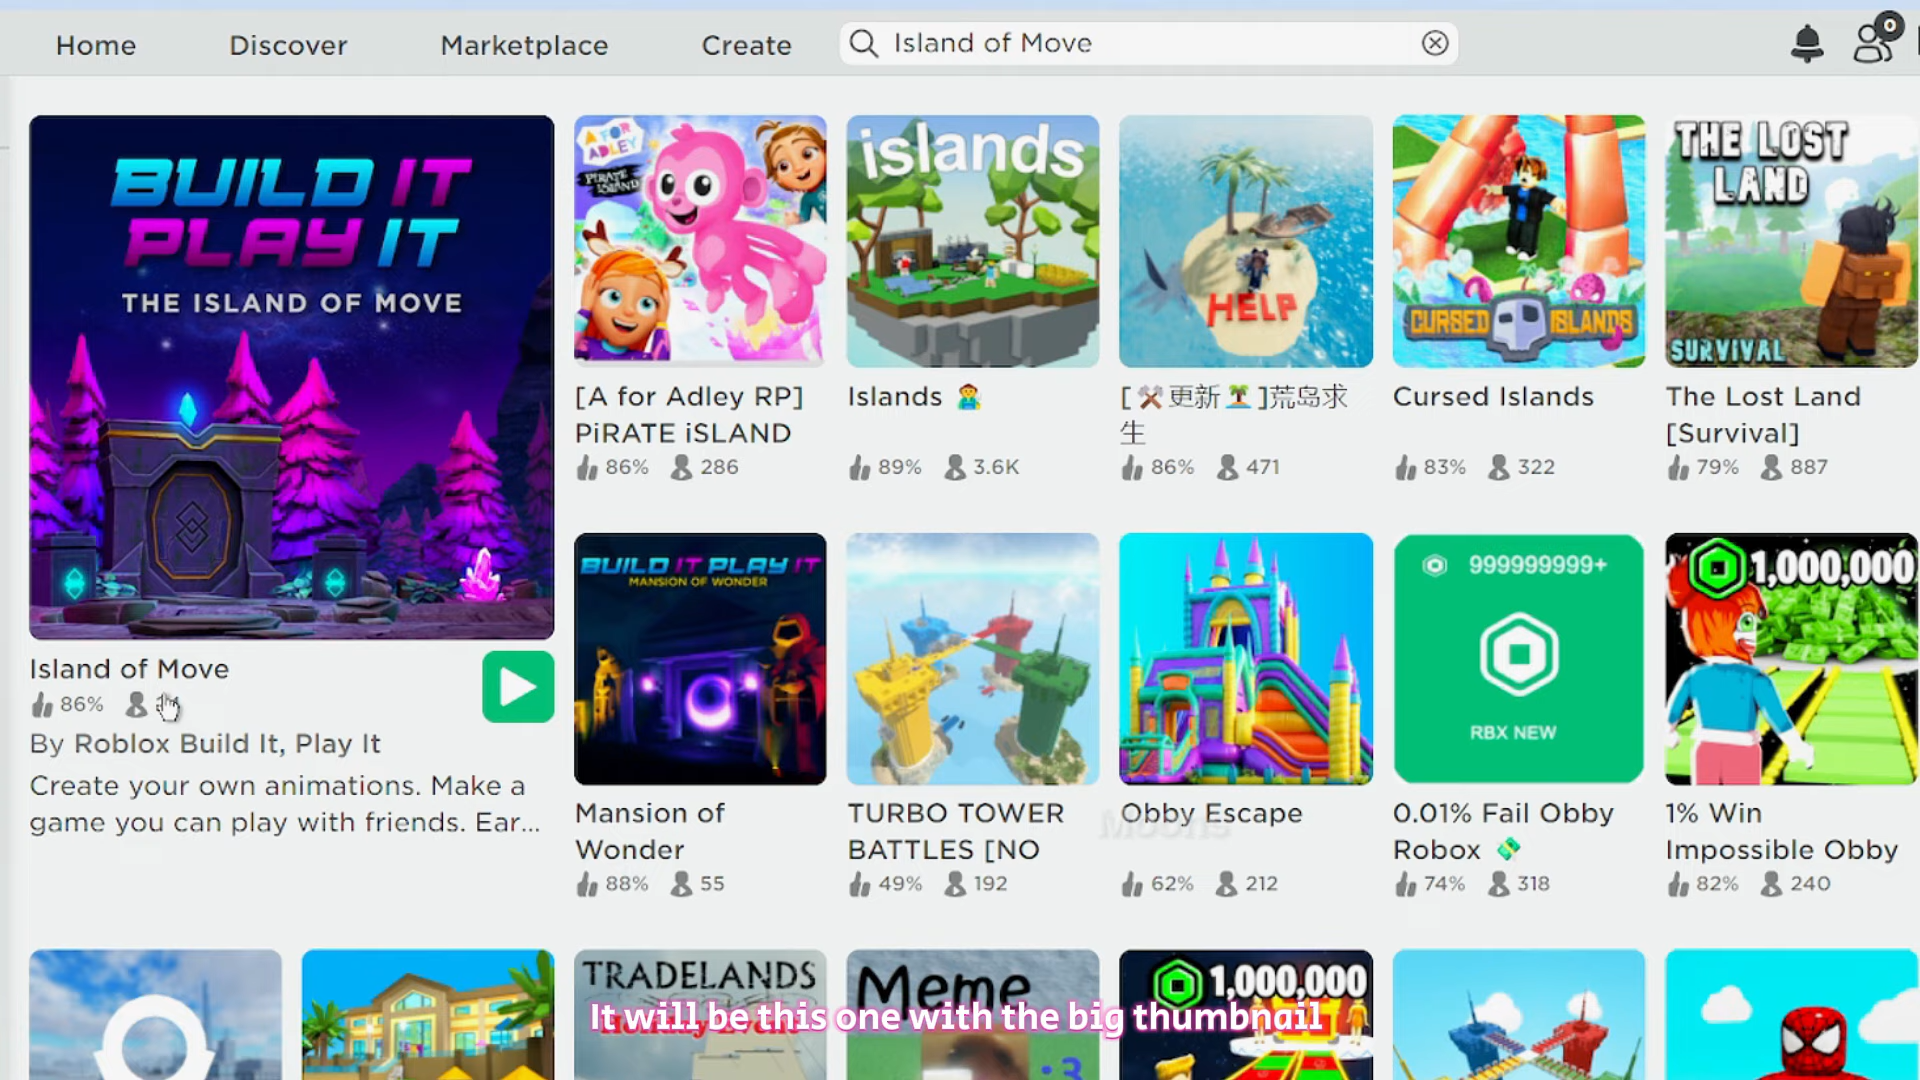 Home
Discover
Marketplace
Create
Island of Move
0
BUILD IT
PLAY IT
THE ISLAND OF MOVE
Island of Move
86%
By Roblox Build It, Play It
Create your own animations. Make a
game you can play with friends. Ear...
A FOR
ADLEY
PIRATE
ISLAND
[A for Adley RP]
PiRATE iSLAND
86% 286
islands
Islands
89% 3.6K
HELP
[⚒️更新🏝️]荒岛求
生
86% 471
CURSED ISLANDS
Cursed Islands
83% 322
THE LOST
LAND
SURVIVAL
The Lost Land
[Survival]
79% 887
BUILD IT PLAY IT
MANSION OF WONDER
Mansion of
Wonder
88% 55
TURBO TOWER
BATTLES [NO
49% 192
Moons
Obby Escape
62% 212
999999999+
RBX NEW
0.01% Fail Obby
Robox 💸
74% 318
1,000,000
1% Win
Impossible Obby
82% 240
TRADELANDS
Meme
:3
1,000,000
It will be this one with the big thumbnail